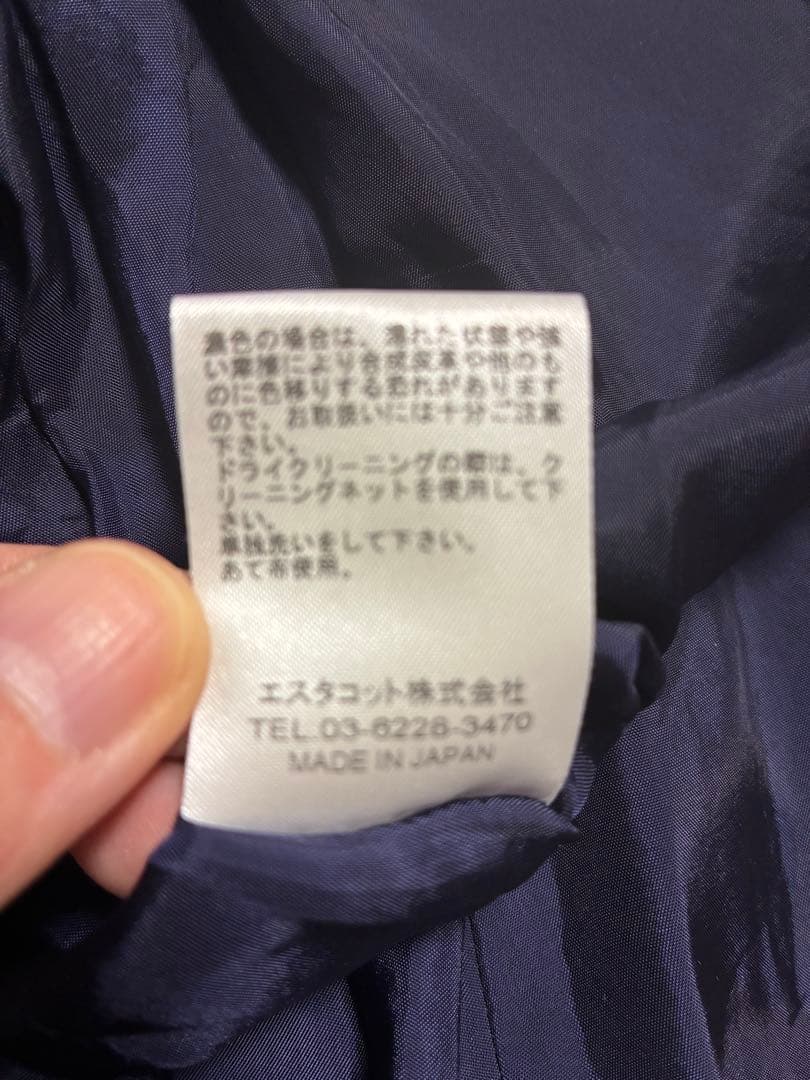 濃色の場合は、濡れた状態や強
い摩擦により合成皮革や他のも
のに色移りする恐れがあります
ので、お取扱いには十分ご注意
下さい。
ドライクリーニングの際は、ク
リーニングネットを使用して下
さい。
単独洗いをして下さい。
あて布使用。
エスタコット株式会社
TEL.03-6228-3470
MADE IN JAPAN